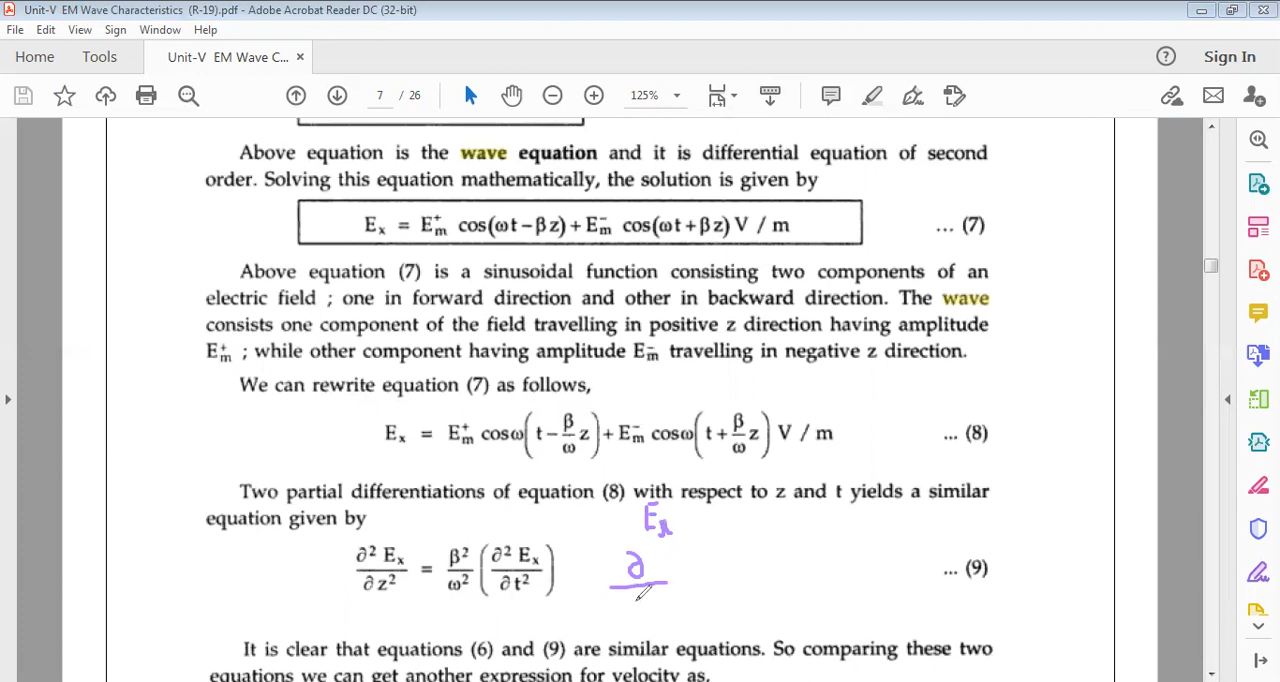 Unit-V EM Wave Characteristics (R-19).pdf - Adobe Acrobat Reader DC (32-bit)
File Edit View Sign Window Help
Home Tools Unit-V EM Wave C... × Sign In
7 / 26 125%
Above equation is the wave equation and it is differential equation of second
order. Solving this equation mathematically, the solution is given by
Eₓ = E⁺ₘ cos(ωt−βz)+E⁻ₘ cos(ωt+βz) V / m ... (7)
Above equation (7) is a sinusoidal function consisting two components of an
electric field ; one in forward direction and other in backward direction. The wave
consists one component of the field travelling in positive z direction having amplitude
E⁺ₘ ; while other component having amplitude E⁻ₘ travelling in negative z direction.
We can rewrite equation (7) as follows,
Eₓ = E⁺ₘ cosω(t−β/ω z)+E⁻ₘ cosω(t+β/ω z) V / m ... (8)
Two partial differentiations of equation (8) with respect to z and t yields a similar
equation given by
Eₓ
∂² Eₓ/∂z² = β²/ω² (∂² Eₓ/∂t²) ∂ ... (9)
It is clear that equations (6) and (9) are similar equations. So comparing these two
equations we can get another expression for velocity as,